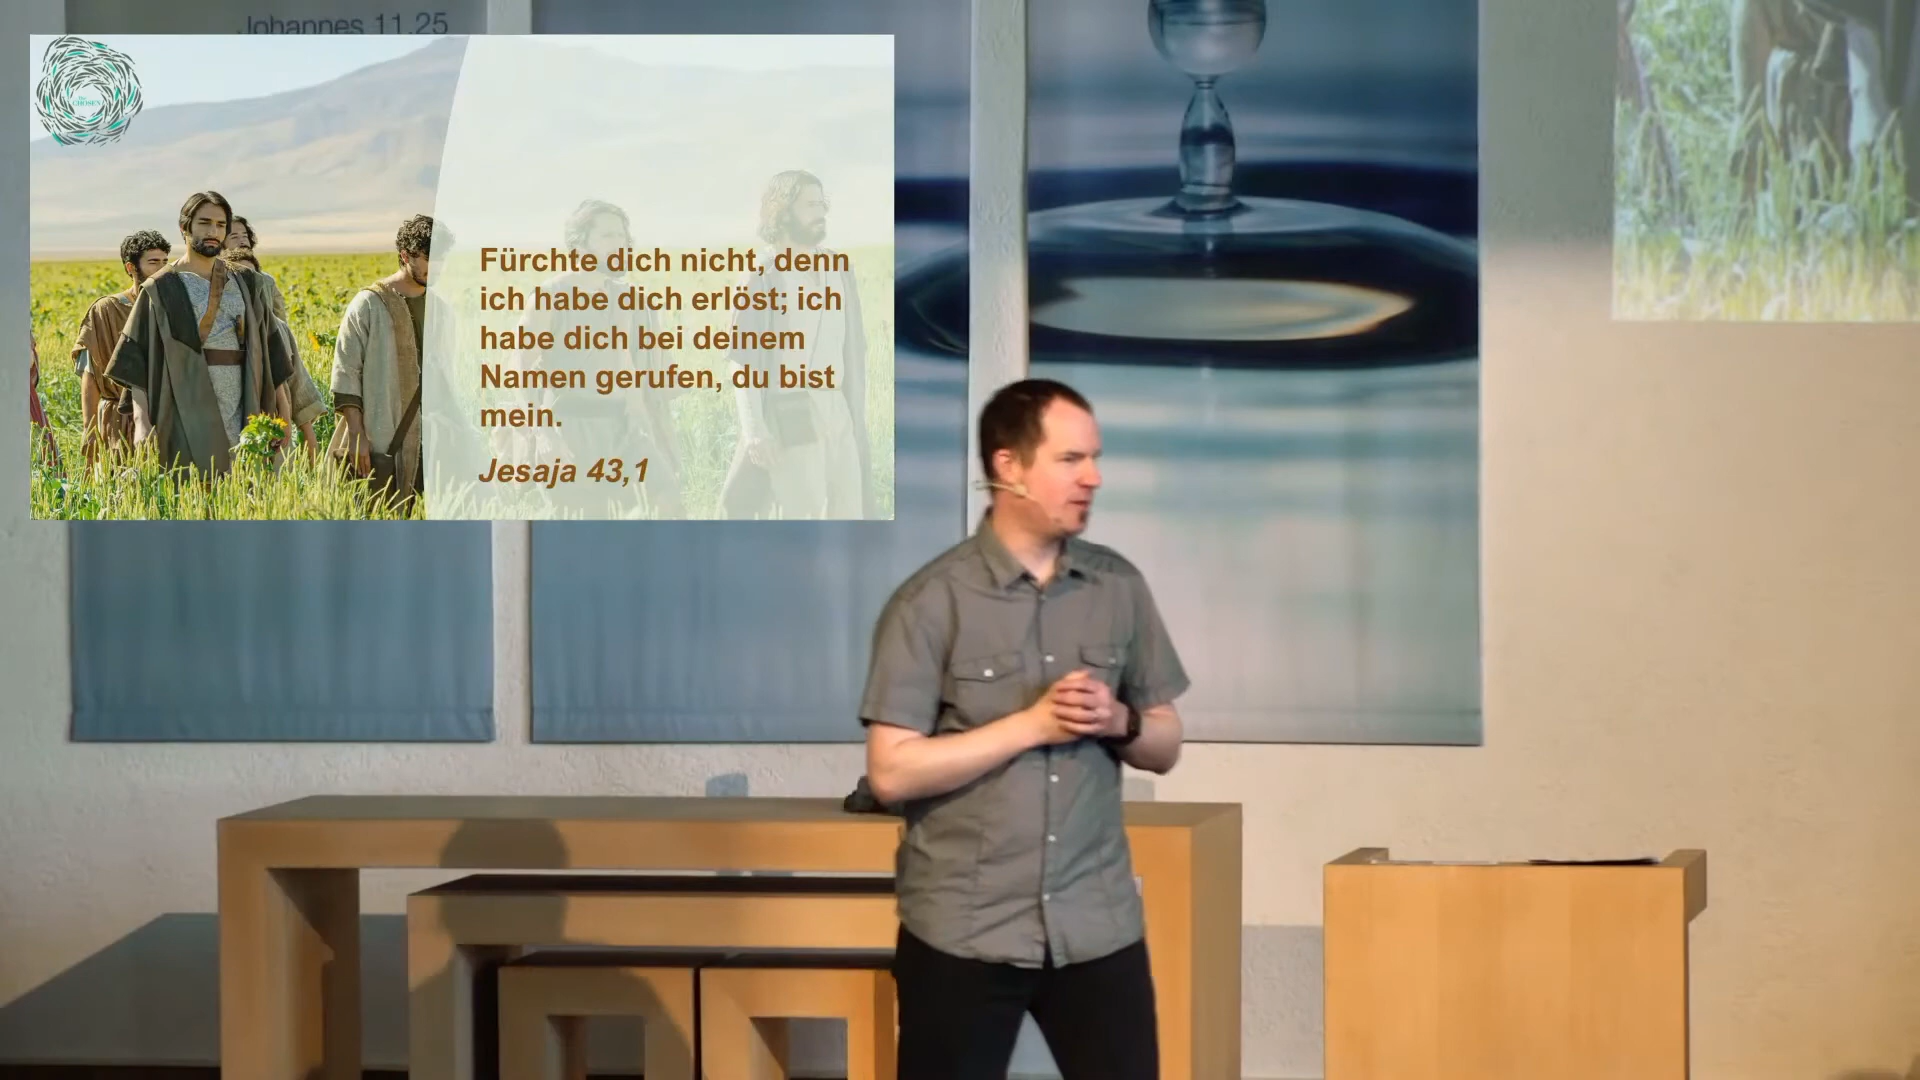 Johannes 11,25
CHOSEN
Fürchte dich nicht, denn
ich habe dich erlöst; ich
habe dich bei deinem
Namen gerufen, du bist
mein.
Jesaja 43,1